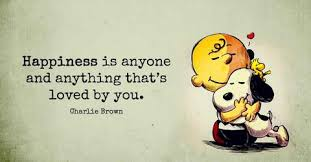 Happiness is anyone
and anything that's
loved by you.
Charlie Brown